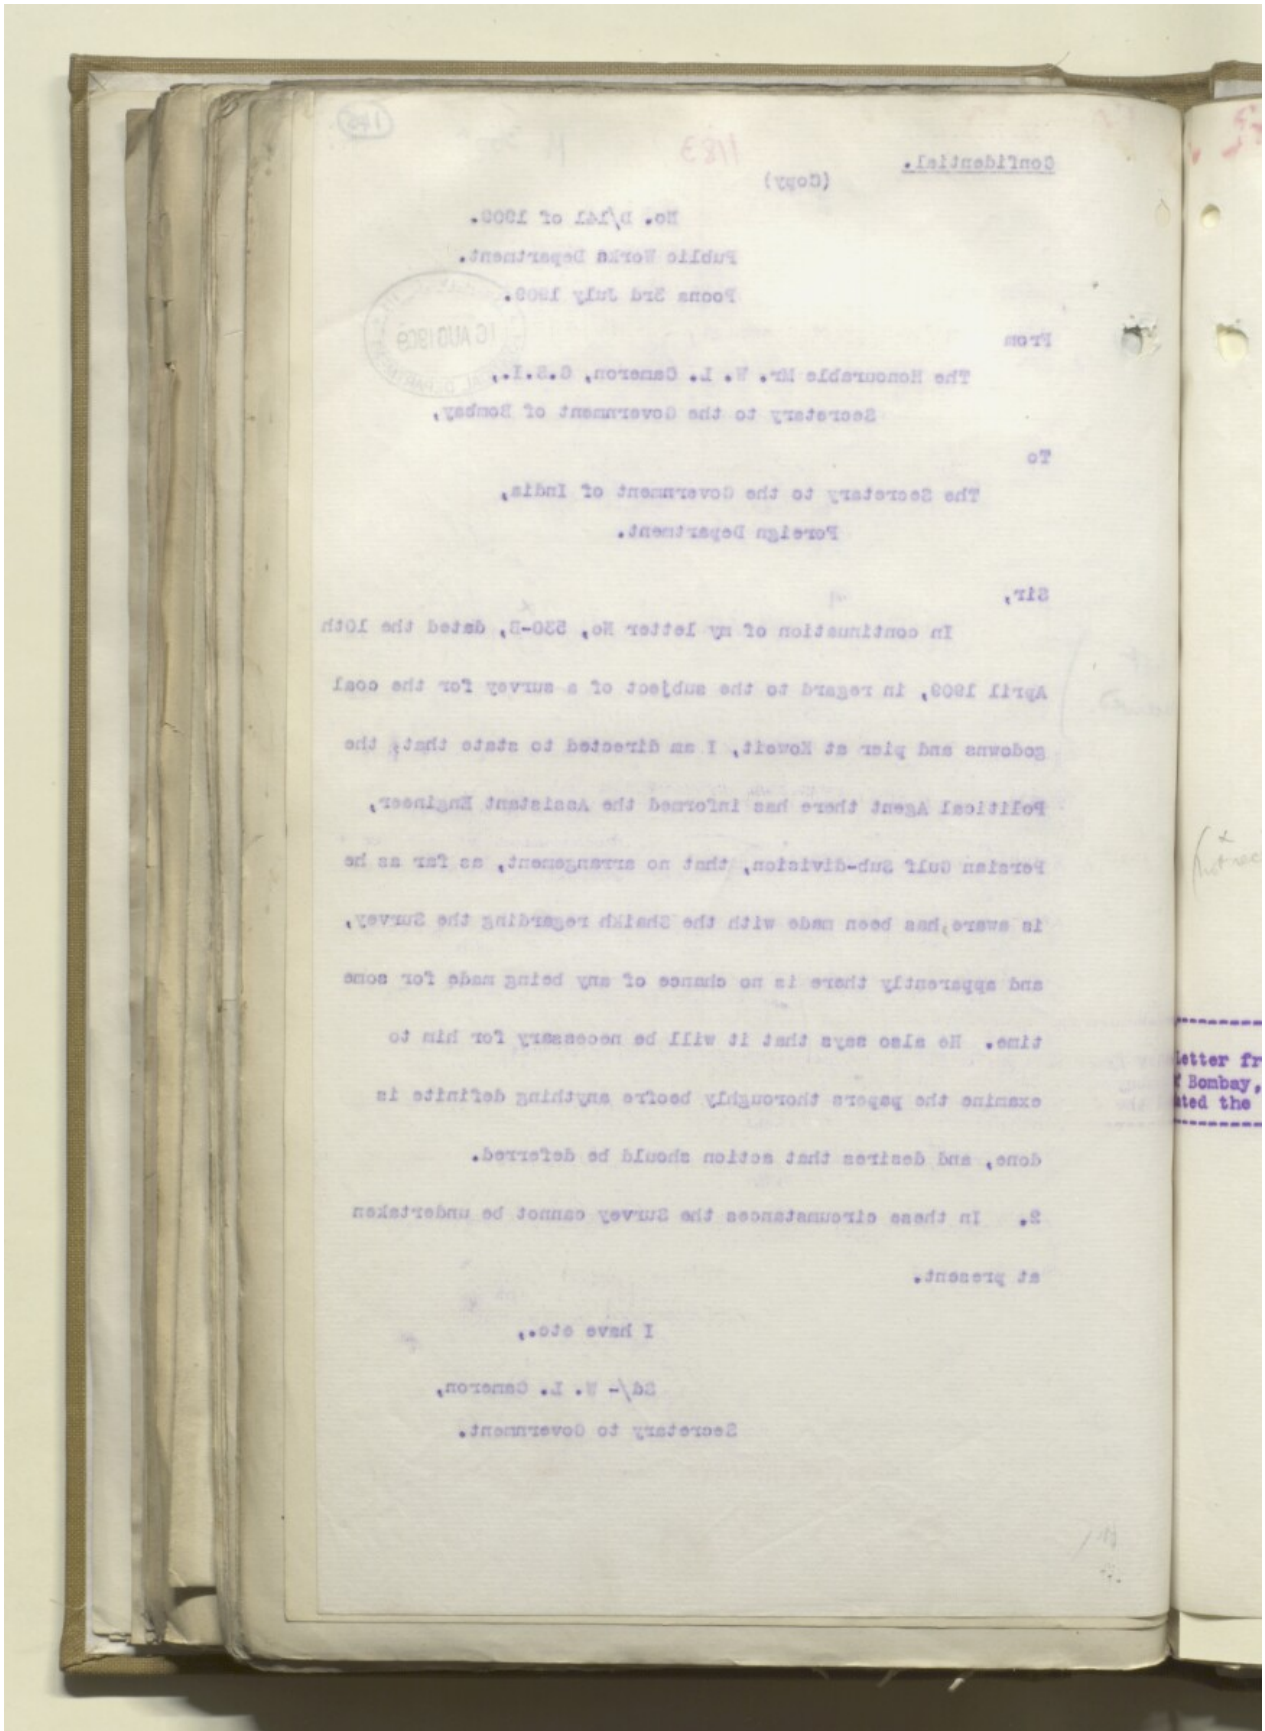 1183
Confidential.
(Copy)
No. D/141 of 1909.
Public Works Department.
Poona 3rd July 1909.
16 AUG 1909
From
The Honourable Mr. W. L. Cameron, C.S.I.,
Secretary to the Government of Bombay,
To
The Secretary to the Government of India,
Foreign Department.
Sir,
In continuation of my letter No, 530-B, dated the 10th
April 1909, in regard to the subject of a survey for the coal
godowns and pier at Koweit, I am directed to state that, the
Political Agent there has informed the Assistant Engineer,
Persian Gulf Sub-division, that no arrangement, as far as he
is aware, has been made with the Shaikh regarding the Survey,
and apparently there is no chance of any being made for some
time. He also says that it will be necessary for him to
examine the papers thoroughly beofre anything definite is
done, and desires that action should be deferred.
2. In these circumstances the Survey cannot be undertaken
at present.
I have etc.,
Sd/- W. L. Cameron,
Secretary to Government.
etter fr
Bombay,
ated the